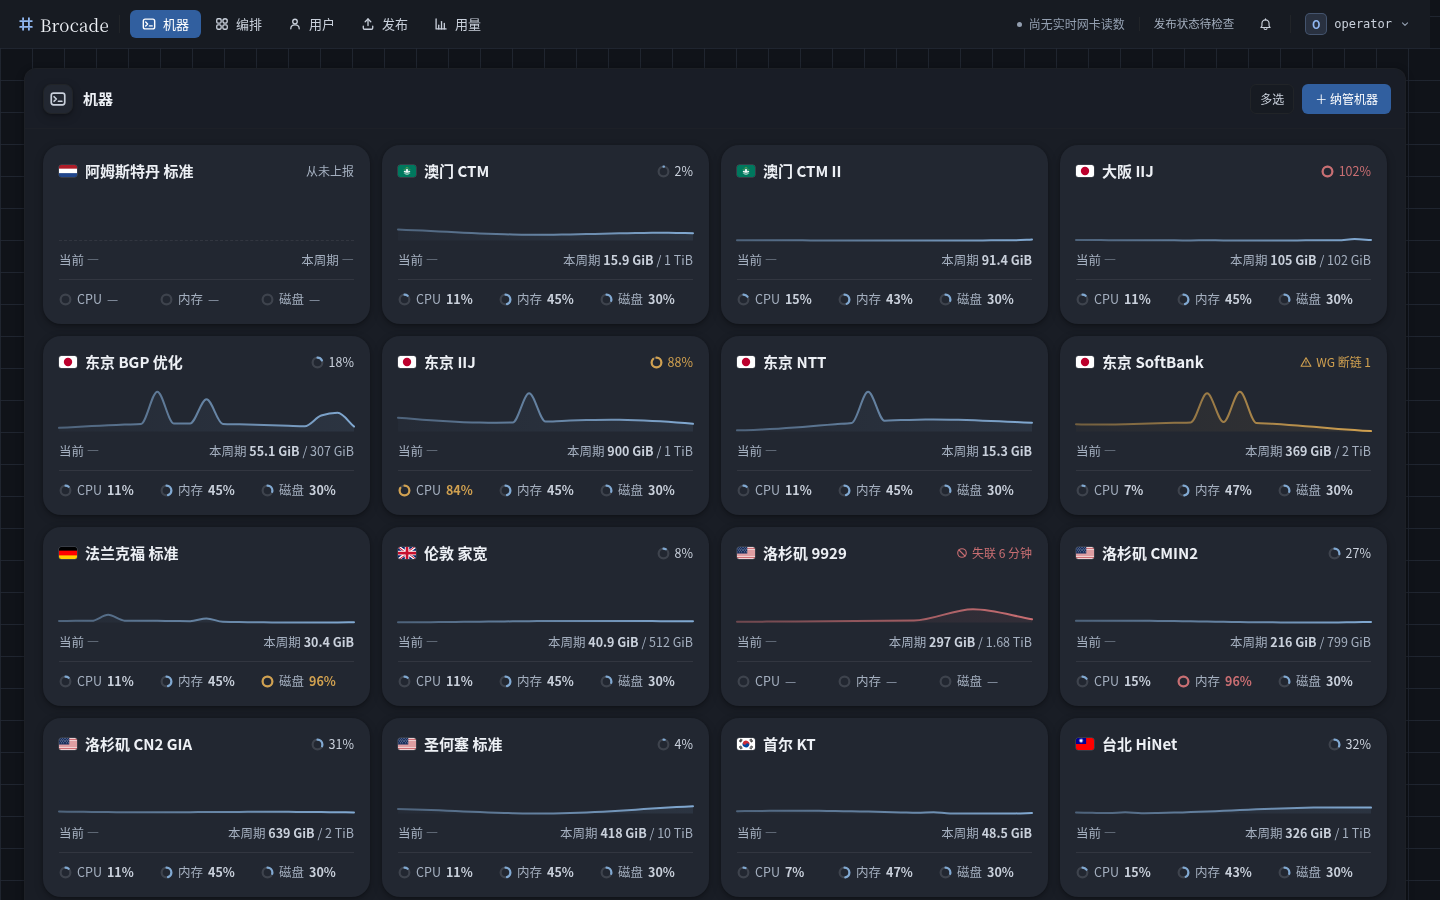 Brocade 机器 编排 用户 发布 用量 尚无实时网卡读数 发布状态待检查 O operator
机器 多选 + 纳管机器
阿姆斯特丹 标准 从未上报
当前 — 本周期 —
CPU — 内存 — 磁盘 —
澳门 CTM 2%
当前 — 本周期 15.9 GiB / 1 TiB
CPU 11% 内存 45% 磁盘 30%
澳门 CTM II
当前 — 本周期 91.4 GiB
CPU 15% 内存 43% 磁盘 30%
大阪 IIJ 102%
当前 — 本周期 105 GiB / 102 GiB
CPU 11% 内存 45% 磁盘 30%
东京 BGP 优化 18%
当前 — 本周期 55.1 GiB / 307 GiB
CPU 11% 内存 45% 磁盘 30%
东京 IIJ 88%
当前 — 本周期 900 GiB / 1 TiB
CPU 84% 内存 45% 磁盘 30%
东京 NTT
当前 — 本周期 15.3 GiB
CPU 11% 内存 45% 磁盘 30%
东京 SoftBank WG 断链 1
当前 — 本周期 369 GiB / 2 TiB
CPU 7% 内存 47% 磁盘 30%
法兰克福 标准
当前 — 本周期 30.4 GiB
CPU 11% 内存 45% 磁盘 96%
伦敦 家宽 8%
当前 — 本周期 40.9 GiB / 512 GiB
CPU 11% 内存 45% 磁盘 30%
洛杉矶 9929 失联 6 分钟
当前 — 本周期 297 GiB / 1.68 TiB
CPU — 内存 — 磁盘 —
洛杉矶 CMIN2 27%
当前 — 本周期 216 GiB / 799 GiB
CPU 15% 内存 96% 磁盘 30%
洛杉矶 CN2 GIA 31%
当前 — 本周期 639 GiB / 2 TiB
CPU 11% 内存 45% 磁盘 30%
圣何塞 标准 4%
当前 — 本周期 418 GiB / 10 TiB
CPU 11% 内存 45% 磁盘 30%
首尔 KT
当前 — 本周期 48.5 GiB
CPU 7% 内存 47% 磁盘 30%
台北 HiNet 32%
当前 — 本周期 326 GiB / 1 TiB
CPU 15% 内存 43% 磁盘 30%